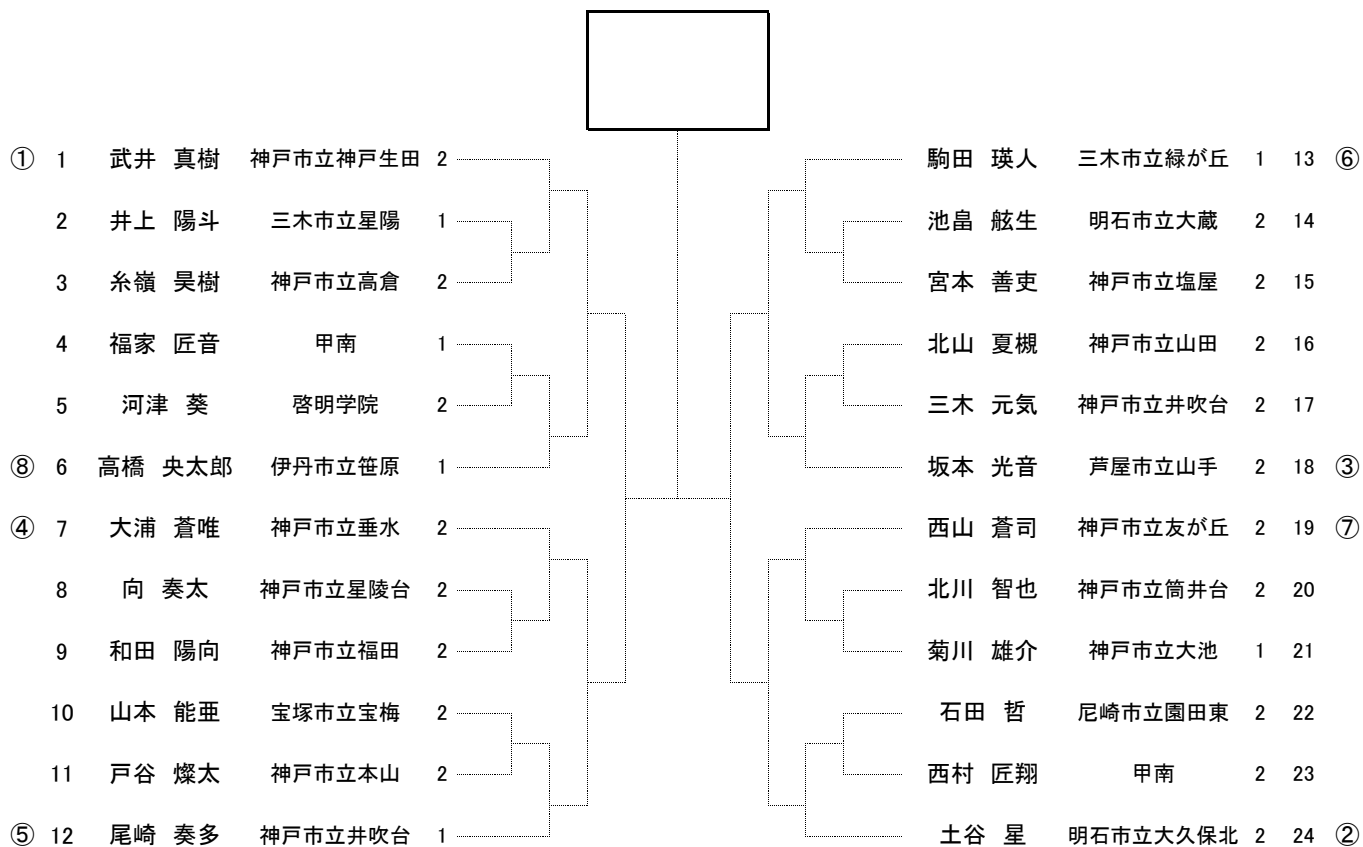 ① 1 武井 真樹 神戸市立神戸生田 2
2 井上 陽斗 三木市立星陽 1
3 糸嶺 昊樹 神戸市立高倉 2
4 福家 匠音 甲南 1
5 河津 葵 啓明学院 2
⑧ 6 高橋 央太郎 伊丹市立笹原 1
④ 7 大浦 蒼唯 神戸市立垂水 2
8 向 奏太 神戸市立星陵台 2
9 和田 陽向 神戸市立福田 2
10 山本 能亜 宝塚市立宝梅 2
11 戸谷 燦太 神戸市立本山 2
⑤ 12 尾崎 奏多 神戸市立井吹台 1
駒田 瑛人 三木市立緑が丘 1 13 ⑥
池畠 舷生 明石市立大蔵 2 14
宮本 善吏 神戸市立塩屋 2 15
北山 夏槻 神戸市立山田 2 16
三木 元気 神戸市立井吹台 2 17
坂本 光音 芦屋市立山手 2 18 ③
西山 蒼司 神戸市立友が丘 2 19 ⑦
北川 智也 神戸市立筒井台 2 20
菊川 雄介 神戸市立大池 1 21
石田 哲 尼崎市立園田東 2 22
西村 匠翔 甲南 2 23
土谷 星 明石市立大久保北 2 24 ②